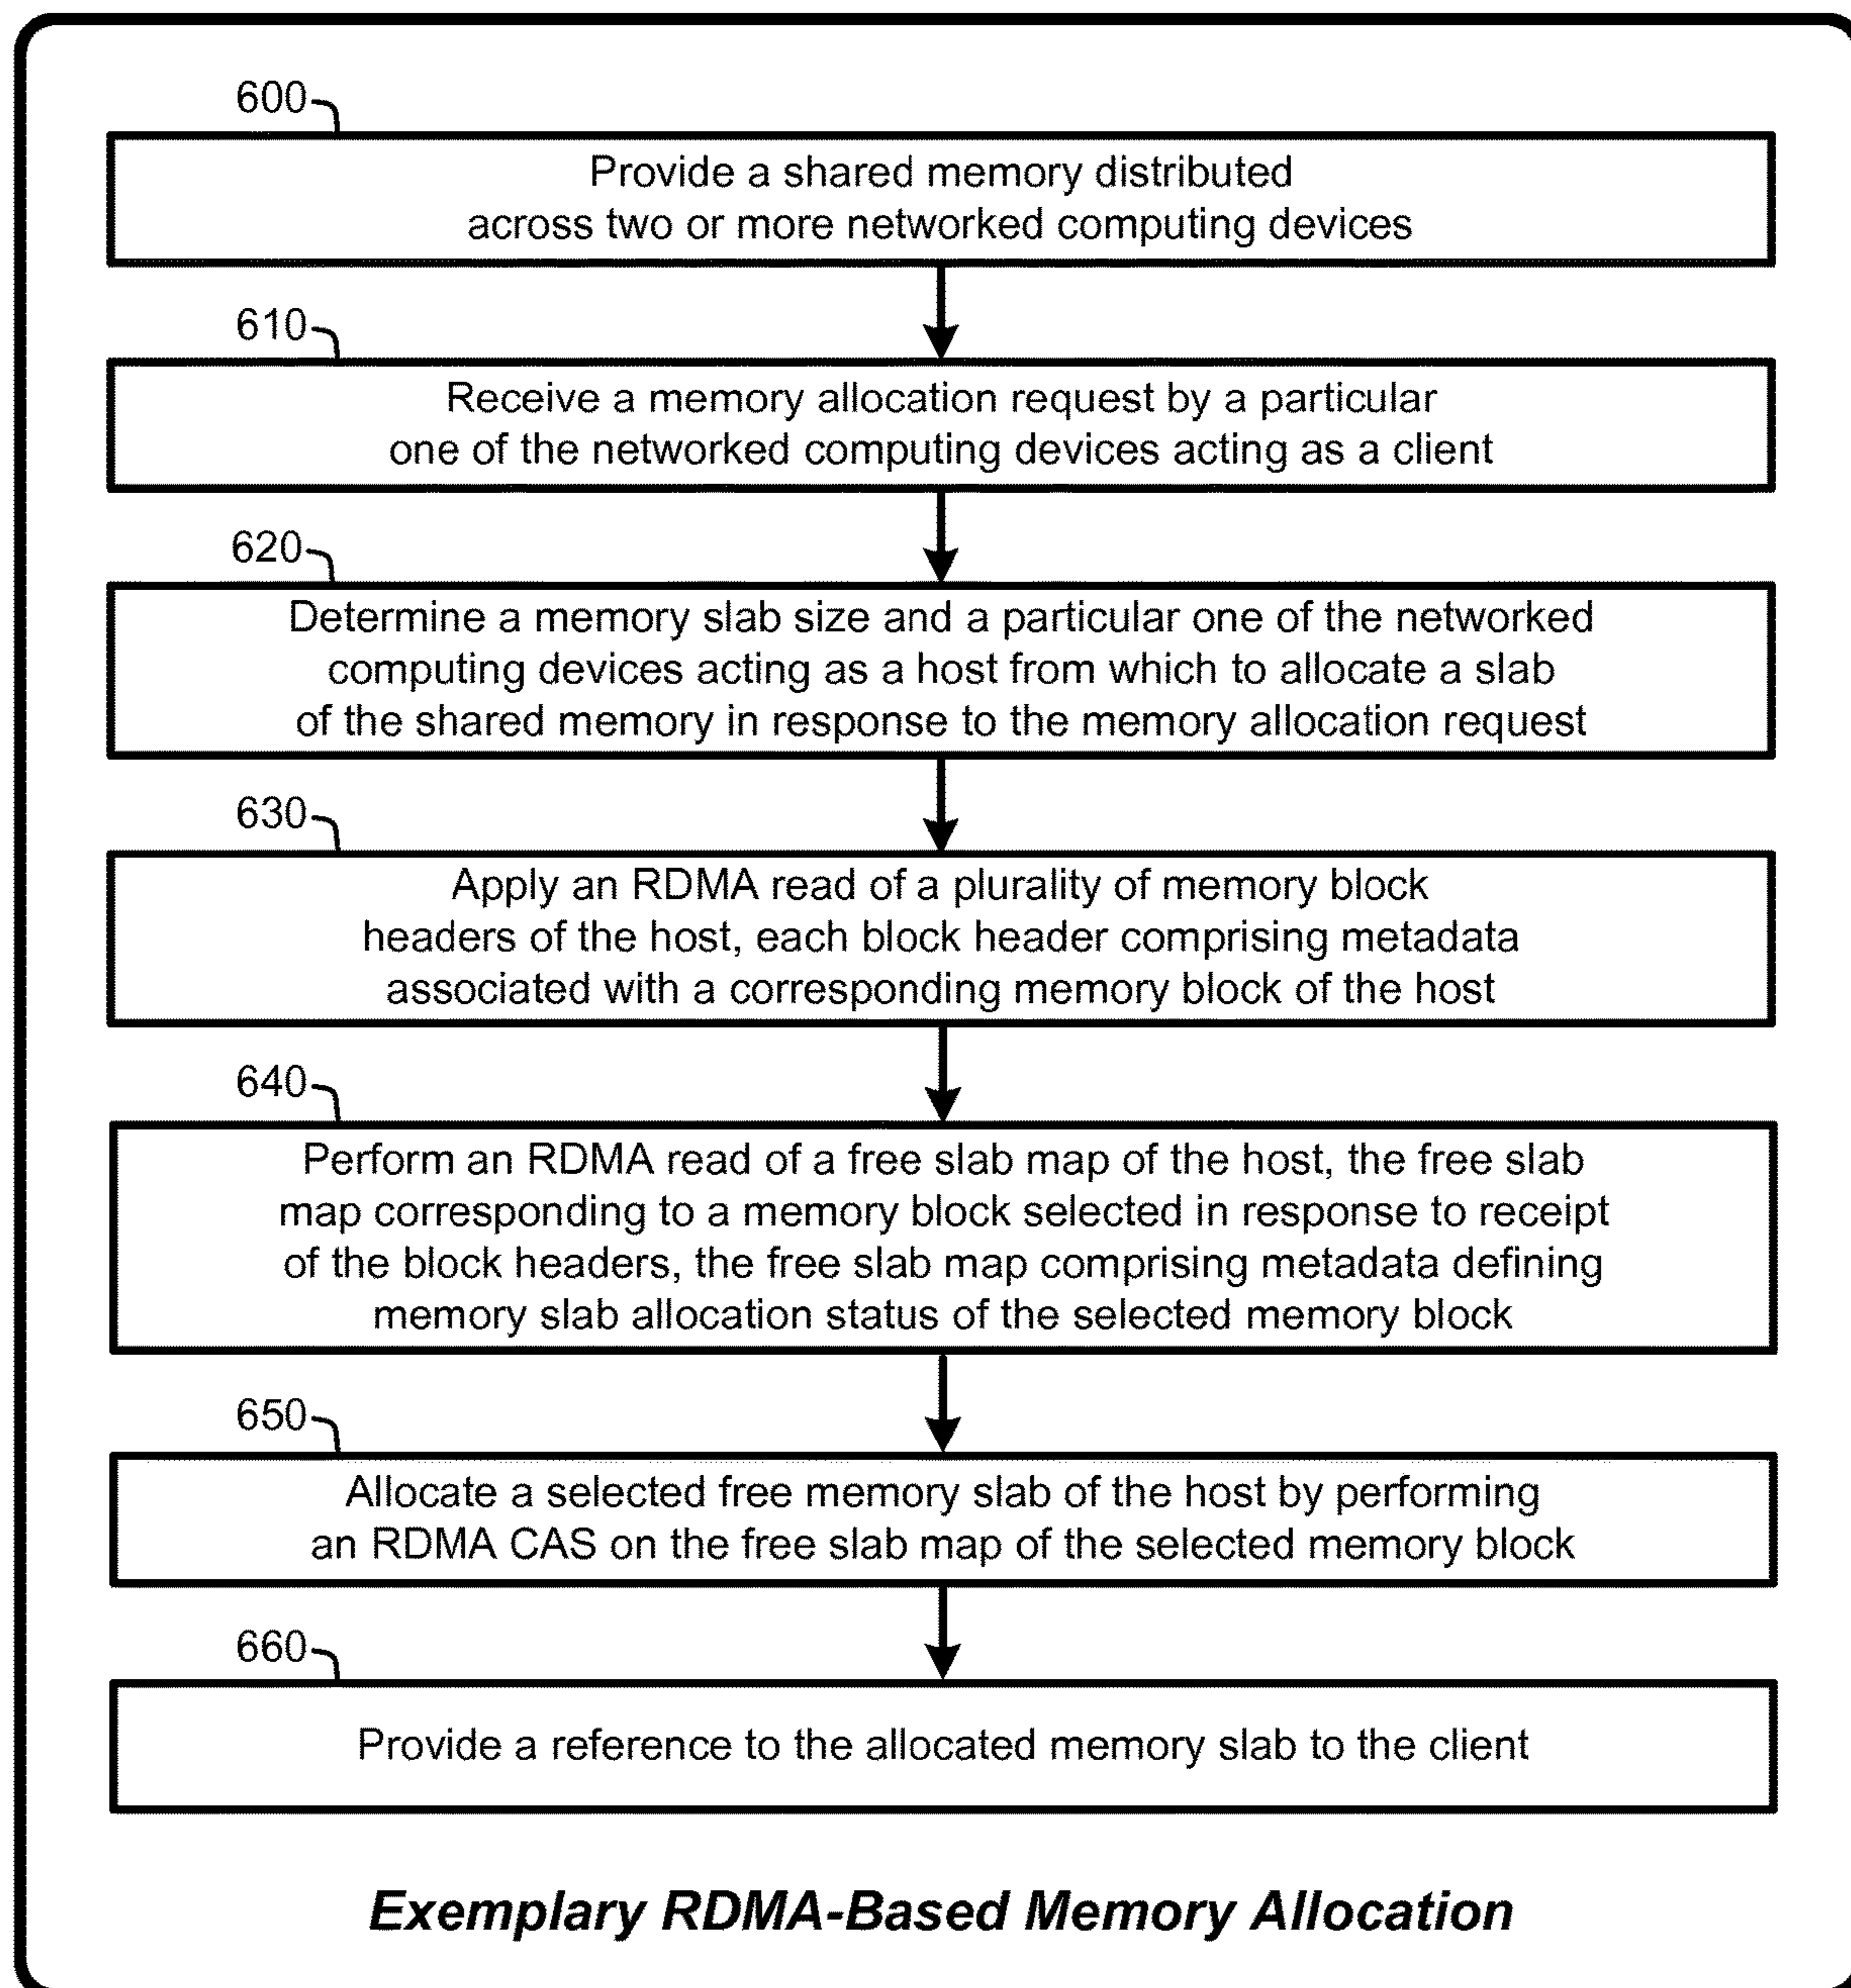 600
Provide a shared memory distributed
across two or more networked computing devices
610
Receive a memory allocation request by a particular
one of the networked computing devices acting as a client
620
Determine a memory slab size and a particular one of the networked
computing devices acting as a host from which to allocate a slab
of the shared memory in response to the memory allocation request
630
Apply an RDMA read of a plurality of memory block
headers of the host, each block header comprising metadata
associated with a corresponding memory block of the host
640
Perform an RDMA read of a free slab map of the host, the free slab
map corresponding to a memory block selected in response to receipt
of the block headers, the free slab map comprising metadata defining
memory slab allocation status of the selected memory block
650
Allocate a selected free memory slab of the host by performing
an RDMA CAS on the free slab map of the selected memory block
660
Provide a reference to the allocated memory slab to the client
Exemplary RDMA-Based Memory Allocation